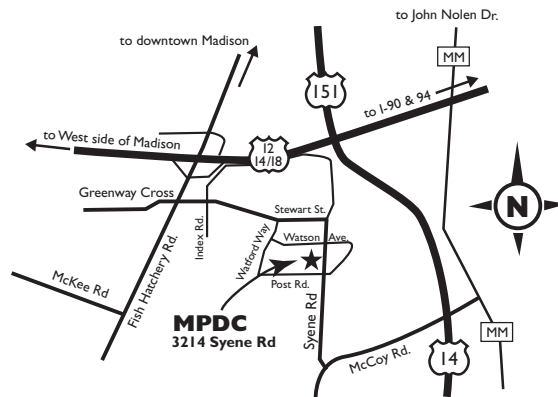 to John Nolen Dr.
to downtown Madison
MM
151
to I-90 & 94
to West side of Madison
12
14/18
Greenway Cross
Stewart St.
N
Index Rd.
Watford Way
Watson Ave.
Fish Hatchery Rd.
McKee Rd
Post Rd.
Syene Rd
MPDC
3214 Syene Rd
MM
McCoy Rd.
14